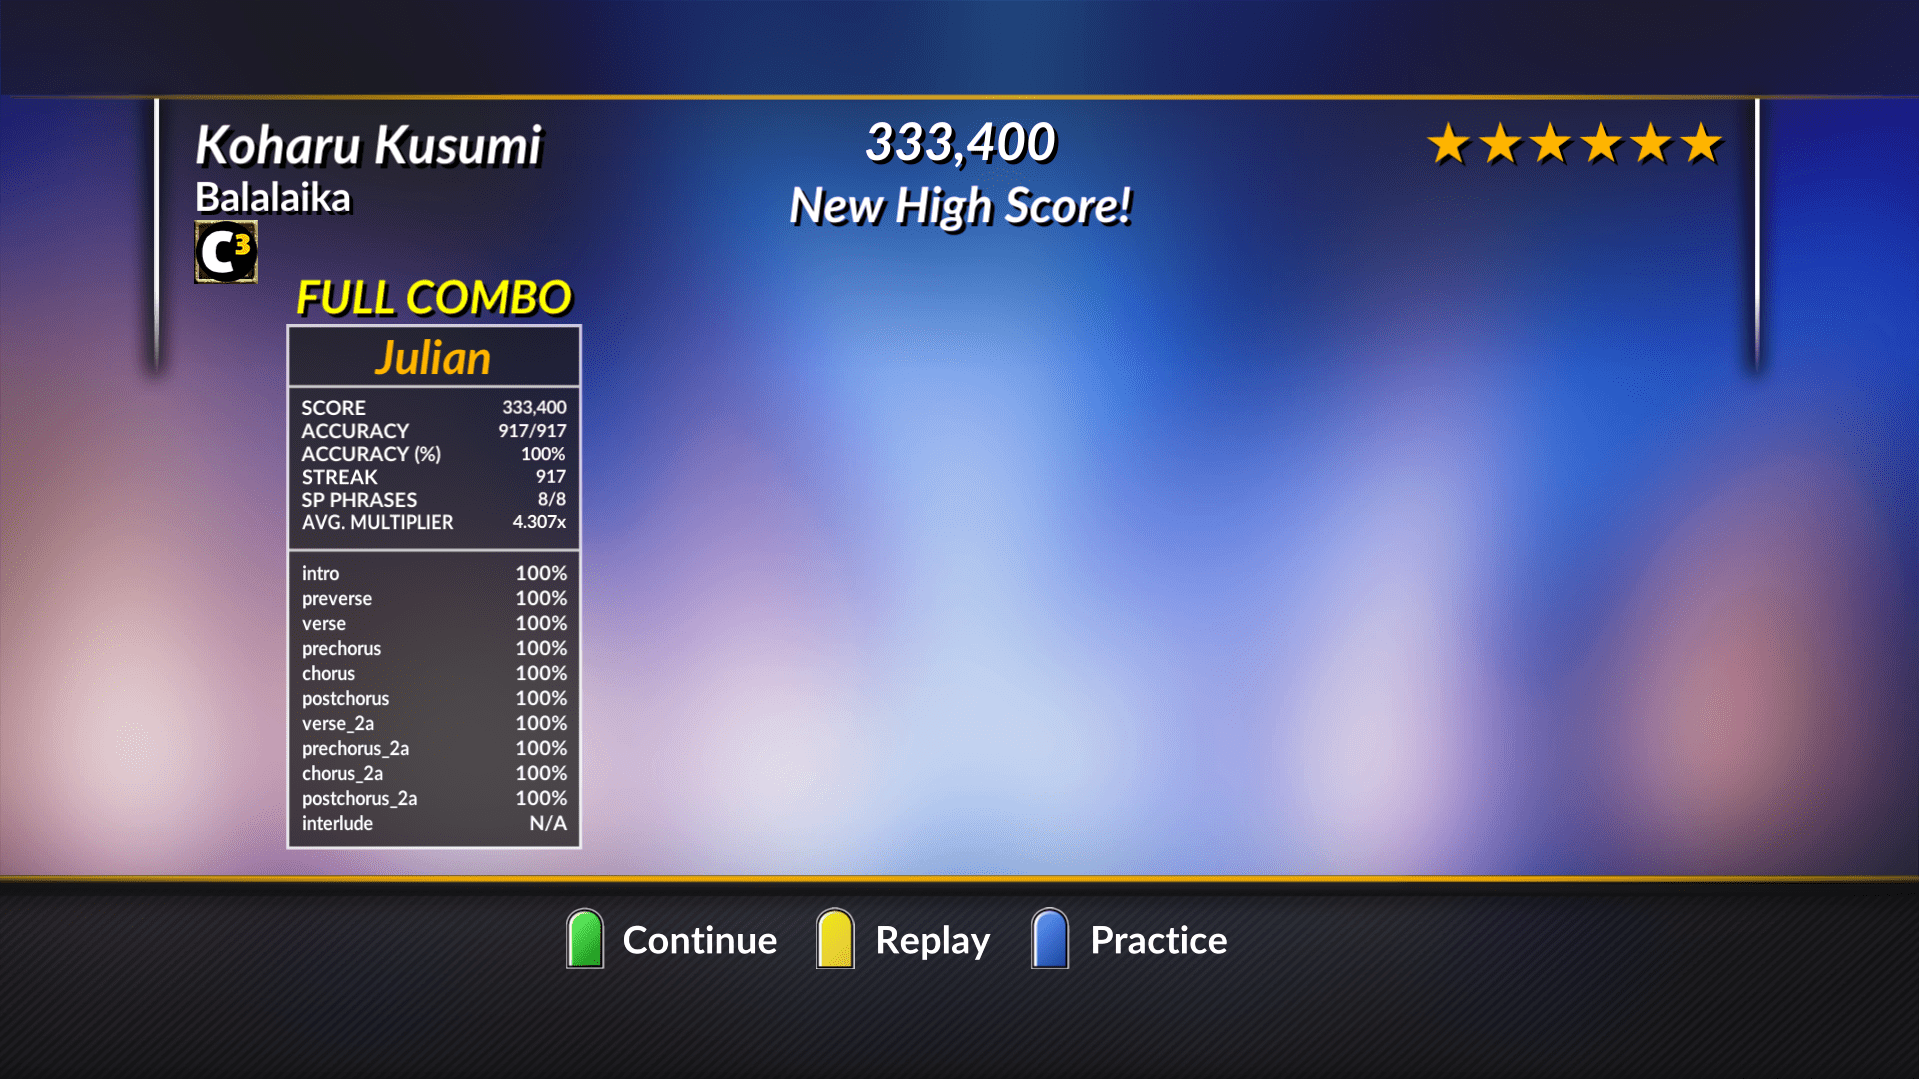 Koharu Kusumi
Balalaika
C3
333,400
New High Score!
FULL COMBO
Julian
SCORE 333,400
ACCURACY 917/917
ACCURACY (%) 100%
STREAK 917
SP PHRASES 8/8
AVG. MULTIPLIER 4.307x
intro 100%
preverse 100%
verse 100%
prechorus 100%
chorus 100%
postchorus 100%
verse_2a 100%
prechorus_2a 100%
chorus_2a 100%
postchorus_2a 100%
interlude N/A
Continue Replay Practice